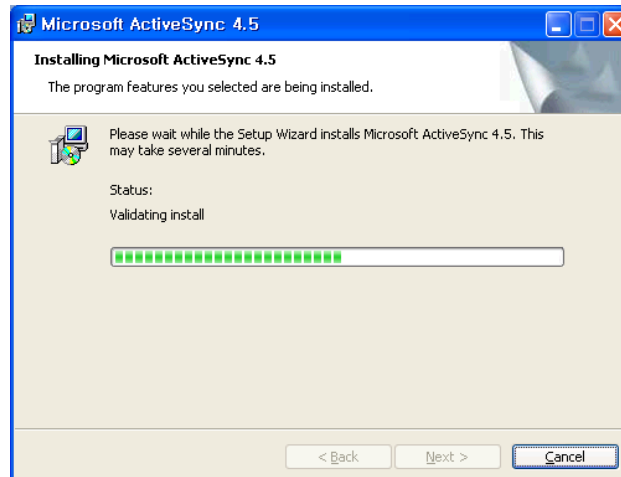 Microsoft ActiveSync 4.5
Installing Microsoft ActiveSync 4.5
The program features you selected are being installed.
Please wait while the Setup Wizard installs Microsoft ActiveSync 4.5. This
may take several minutes.
Status:
Validating install
< Back
Next >
Cancel